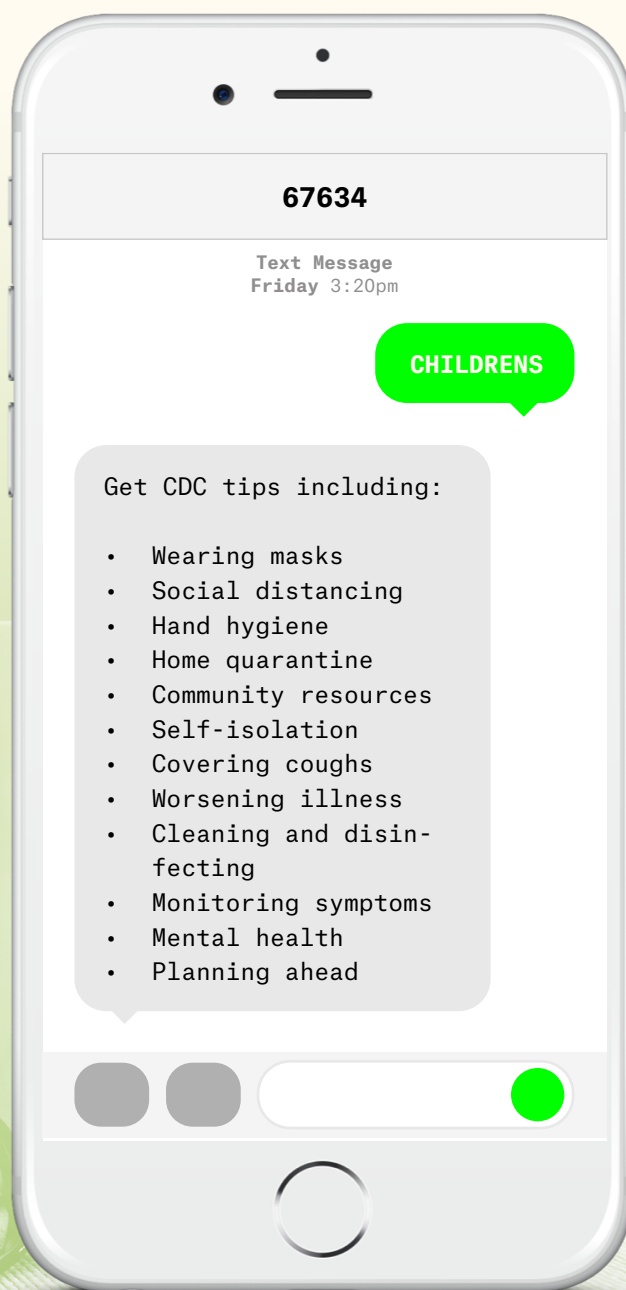 67634
Text Message
Friday 3:20pm
CHILDRENS
Get CDC tips including:
• Wearing masks
• Social distancing
• Hand hygiene
• Home quarantine
• Community resources
• Self-isolation
• Covering coughs
• Worsening illness
• Cleaning and disin-
fecting
• Monitoring symptoms
• Mental health
• Planning ahead